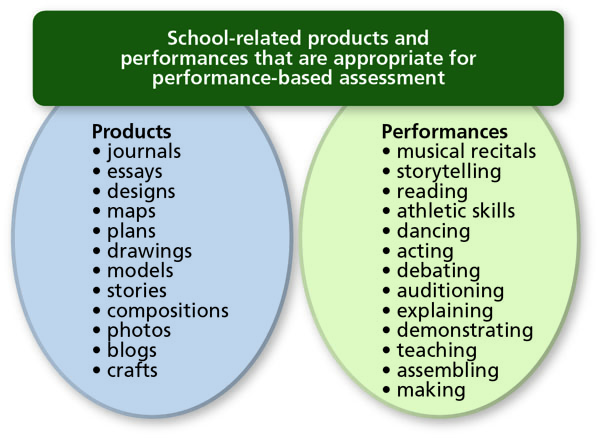 School-related products and
performances that are appropriate for
performance-based assessment
Products
• journals
• essays
• designs
• maps
• plans
• drawings
• models
• stories
• compositions
• photos
• blogs
• crafts
Performances
• musical recitals
• storytelling
• reading
• athletic skills
• dancing
• acting
• debating
• auditioning
• explaining
• demonstrating
• teaching
• assembling
• making